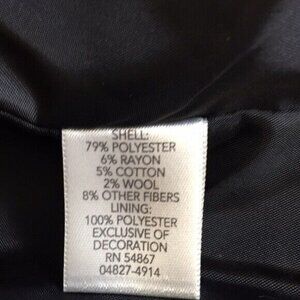 SHELL:
79% POLYESTER
6% RAYON
5% COTTON
2% WOOL
8% OTHER FIBERS
LINING:
100% POLYESTER
EXCLUSIVE OF
DECORATION
RN 54867
04827-4914